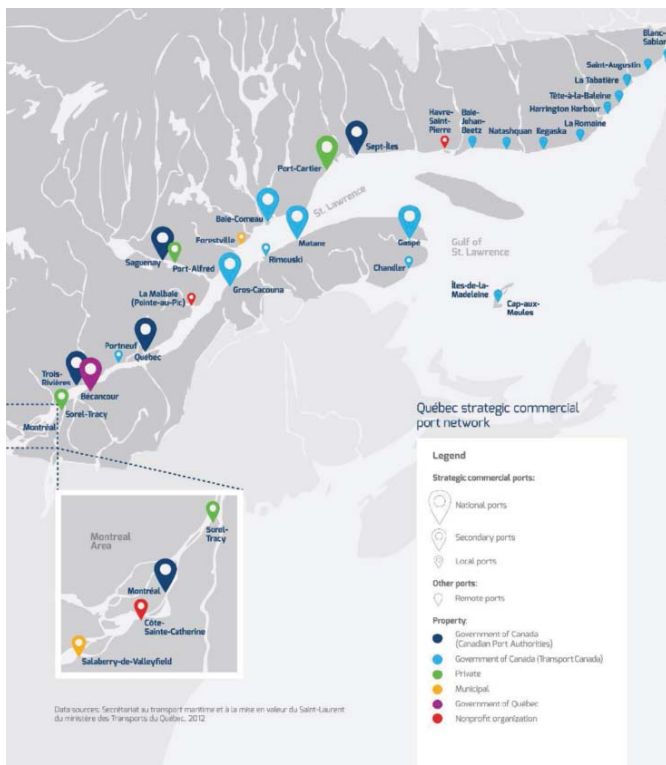 Blanc-
Sablon
Saint-Augustin
La Tabatière
Tête-à-la-Baleine
Harrington Harbour
La Romaine
Havre-
Saint-
Pierre
Baie-
Johan-
Beetz
Natashquan
Kegaska
Sept-Îles
Port-Cartier
St. Lawrence
Baie-Comeau
Forestville
Matane
Gaspé
Gulf of
St. Lawrence
Saguenay
Port-Alfred
Rimouski
Chandler
Gros-Cacouna
La Malbaie
(Pointe-au-Pic)
Îles-de-la-
Madeleine
Cap-aux-
Meules
Portneuf
Québec
Trois-
Rivières
Bécancour
Sorel-Tracy
Montréal
Québec strategic commercial
port network
Legend
Strategic commercial ports:
National ports
Secondary ports
Local ports
Other ports:
Remote ports
Property:
Government of Canada
(Canadian Port Authorities)
Government of Canada (Transport Canada)
Private
Municipal
Government of Québec
Nonprofit organization
Montreal
Area
Sorel-
Tracy
Montréal
Côte-
Sainte-Catherine
Salaberry-de-Valleyfield
Data sources: Secrétariat au transport maritime et à la mise en valeur du Saint-Laurent
du ministère des Transports du Québec, 2012